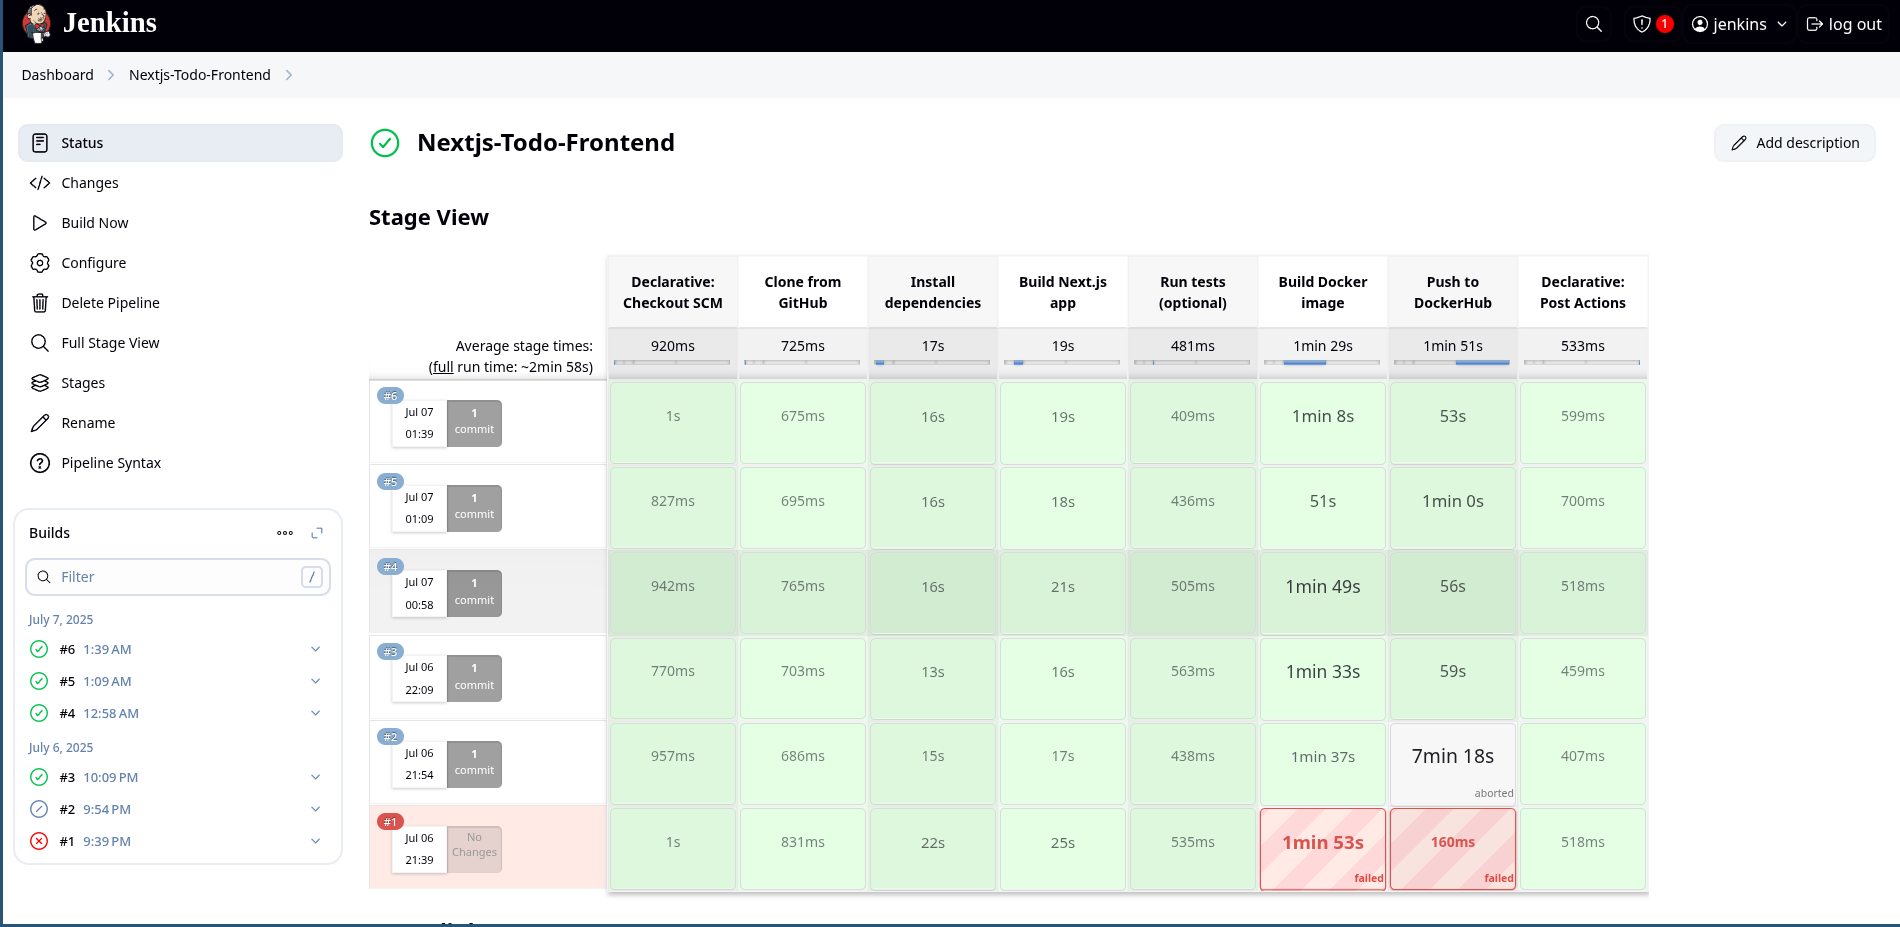 Jenkins
1
jenkins
log out
Dashboard
Nextjs-Todo-Frontend
Status
Changes
Build Now
Configure
Delete Pipeline
Full Stage View
Stages
Rename
Pipeline Syntax
Builds
Filter
/
July 7, 2025
#6 1:39 AM
#5 1:09 AM
#4 12:58 AM
July 6, 2025
#3 10:09 PM
#2 9:54 PM
#1 9:39 PM
Nextjs-Todo-Frontend
Add description
Stage View
Declarative:
Checkout SCM
Clone from
GitHub
Install
dependencies
Build Next.js
app
Run tests
(optional)
Build Docker
image
Push to
DockerHub
Declarative:
Post Actions
Average stage times:
(full run time: ~2min 58s)
920ms 725ms 17s 19s 481ms 1min 29s 1min 51s 533ms
#6
Jul 07
01:39
1
commit
1s 675ms 16s 19s 409ms 1min 8s 53s 599ms
#5
Jul 07
01:09
1
commit
827ms 695ms 16s 18s 436ms 51s 1min 0s 700ms
#4
Jul 07
00:58
1
commit
942ms 765ms 16s 21s 505ms 1min 49s 56s 518ms
#3
Jul 06
22:09
1
commit
770ms 703ms 13s 16s 563ms 1min 33s 59s 459ms
#2
Jul 06
21:54
1
commit
957ms 686ms 15s 17s 438ms 1min 37s 7min 18s 407ms
aborted
#1
Jul 06
21:39
No
Changes
1s 831ms 22s 25s 535ms 1min 53s 160ms 518ms
failed failed